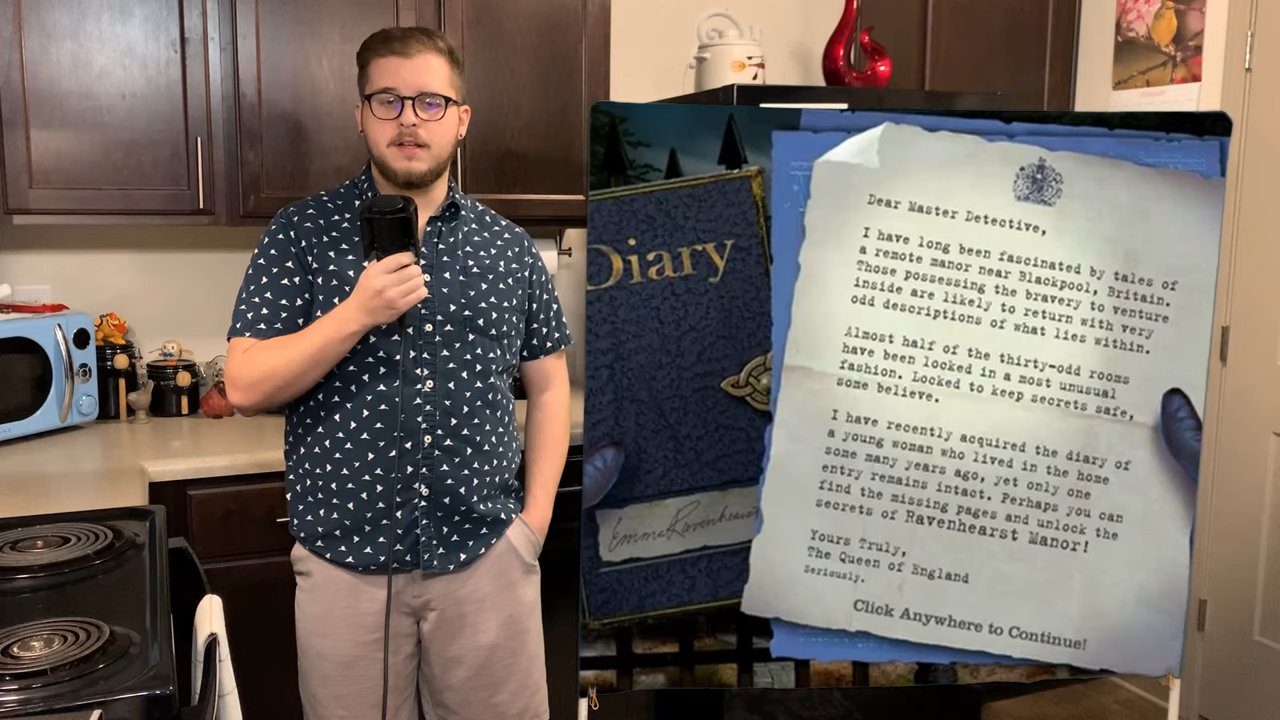 Diary
Emma Ravenhearst
Dear Master Detective,
I have long been fascinated by tales of
a remote manor near Blackpool, Britain.
Those possessing the bravery to venture
inside are likely to return with very
odd descriptions of what lies within.
Almost half of the thirty-odd rooms
have been locked in a most unusual
fashion. Locked to keep secrets safe,
some believe.
I have recently acquired the diary of
a young woman who lived in the home
some many years ago, yet only one
entry remains intact. Perhaps you can
find the missing pages and unlock the
secrets of Ravenhearst Manor!
Yours Truly,
The Queen of England
Seriously.
Click Anywhere to Continue!